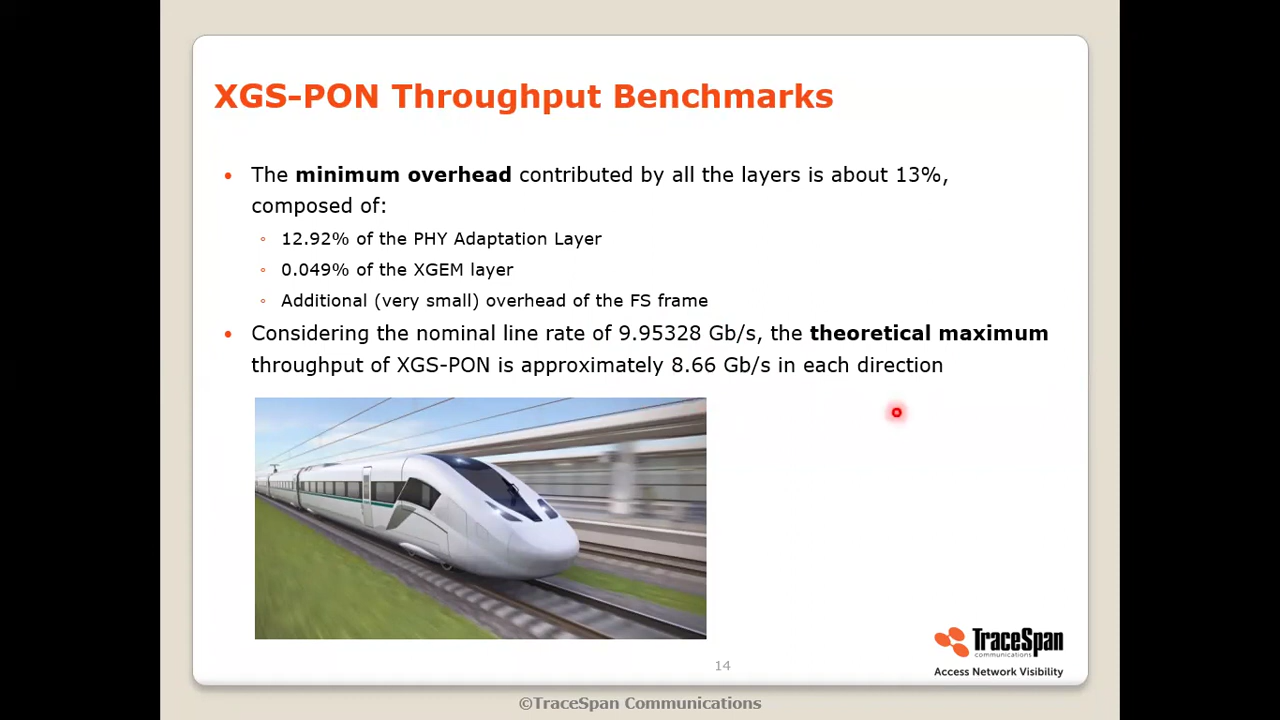 XGS-PON Throughput Benchmarks
• The minimum overhead contributed by all the layers is about 13%,
composed of:
◦ 12.92% of the PHY Adaptation Layer
◦ 0.049% of the XGEM layer
◦ Additional (very small) overhead of the FS frame
• Considering the nominal line rate of 9.95328 Gb/s, the theoretical maximum
throughput of XGS-PON is approximately 8.66 Gb/s in each direction
TraceSpan
communications
Access Network Visibility
14
©TraceSpan Communications